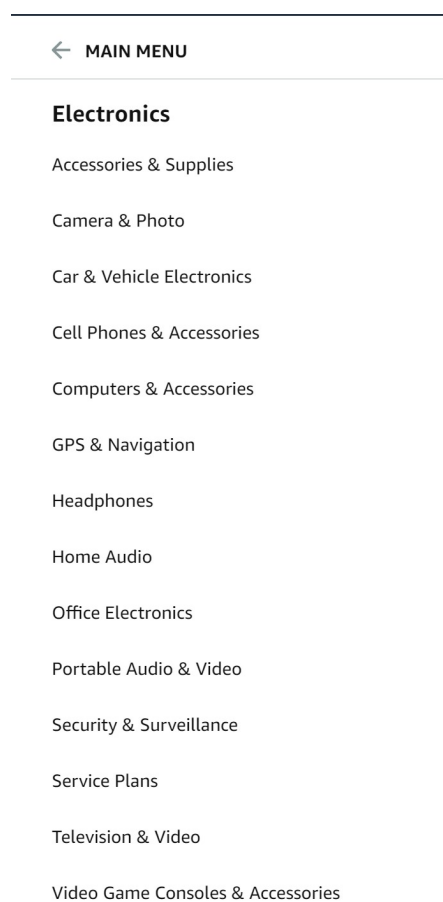 MAIN MENU
Electronics
Accessories & Supplies
Camera & Photo
Car & Vehicle Electronics
Cell Phones & Accessories
Computers & Accessories
GPS & Navigation
Headphones
Home Audio
Office Electronics
Portable Audio & Video
Security & Surveillance
Service Plans
Television & Video
Video Game Consoles & Accessories